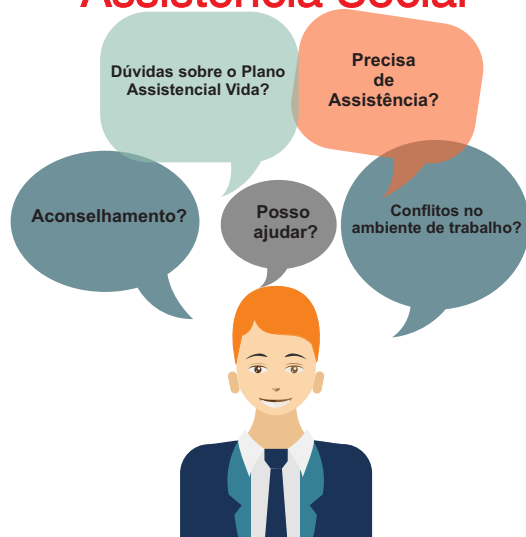 Assistência Social
Dúvidas sobre o Plano
Assistencial Vida?
Precisa
de
Assistência?
Aconselhamento?
Posso
ajudar?
Conflitos no
ambiente de trabalho?